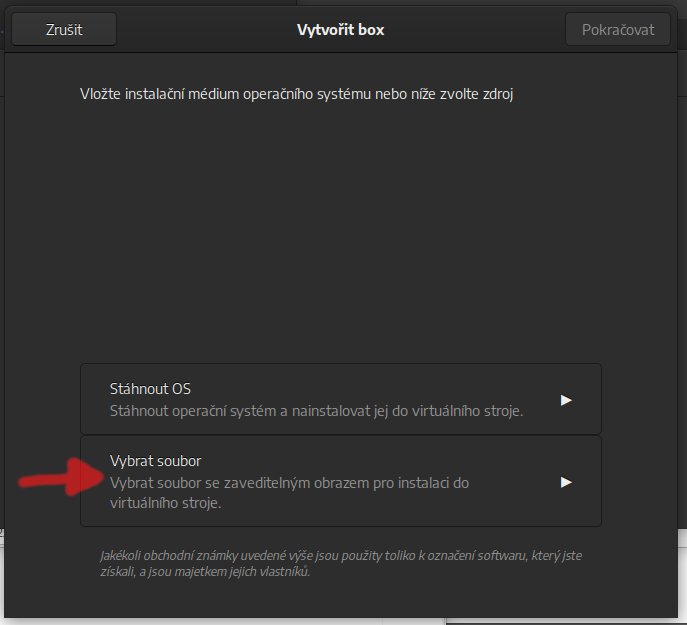 Zrušit
Vytvořit box
Pokračovat
Vložte instalační médium operačního systému nebo níže zvolte zdroj
Stáhnout OS
Stáhnout operační systém a nainstalovat jej do virtuálního stroje.
Vybrat soubor
Vybrat soubor se zaveditelným obrazem pro instalaci do
virtuálního stroje.
Jakékoli obchodní známky uvedené výše jsou použity toliko k označení softwaru, který jste
získali, a jsou majetkem jejich vlastníků.